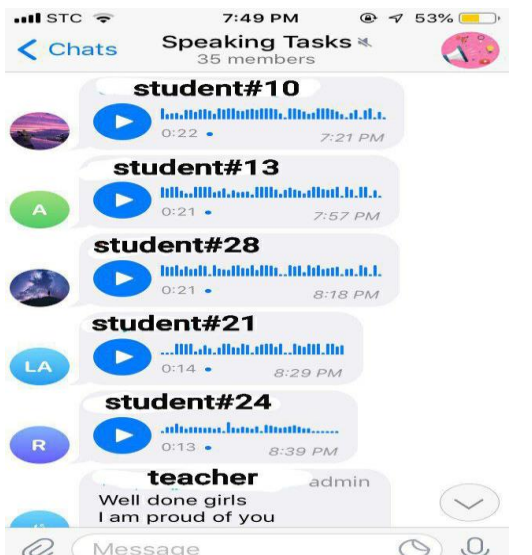 STC 7:49 PM 53%
Chats Speaking Tasks
35 members
student#10
0:22 7:21 PM
student#13
A
0:21 7:57 PM
student#28
0:21 8:18 PM
student#21
LA
0:14 8:29 PM
student#24
R
0:13 8:39 PM
teacher admin
Well done girls
I am proud of you
Message